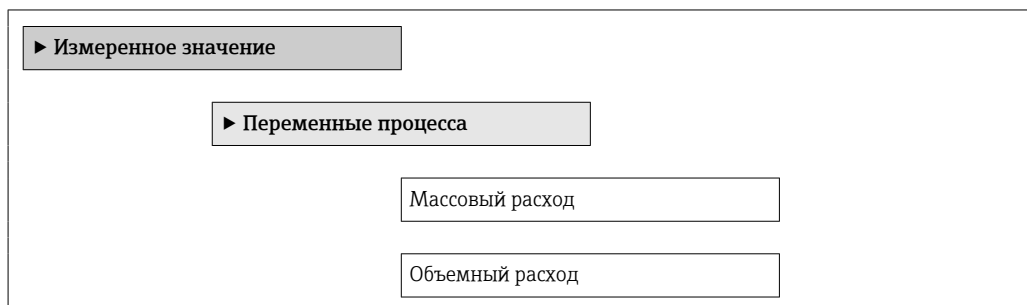 ► Измеренное значение
► Переменные процесса
Массовый расход
Объемный расход